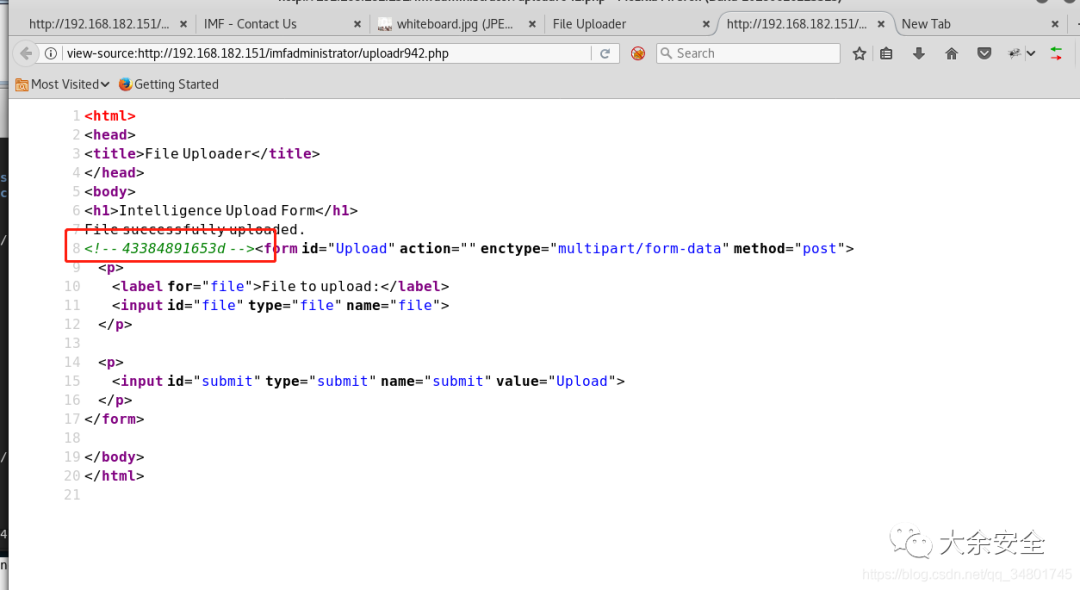 http://192.168.182.151/... × IMF - Contact Us × whiteboard.jpg (JPE... × File Uploader × http://192.168.182.151/... × New Tab ×
view-source:http://192.168.182.151/imfadministrator/uploadr942.php Search
Most Visited Getting Started
1 <html>
2 <head>
3 <title>File Uploader</title>
4 </head>
5 <body>
6 <h1>Intelligence Upload Form</h1>
7 File successfully uploaded.
8 <!-- 43384891653d --><form id="Upload" action="" enctype="multipart/form-data" method="post">
9 <p>
10 <label for="file">File to upload:</label>
11 <input id="file" type="file" name="file">
12 </p>
13
14 <p>
15 <input id="submit" type="submit" name="submit" value="Upload">
16 </p>
17 </form>
18
19 </body>
20 </html>
21
大余安全
https://blog.csdn.net/qq_34801745